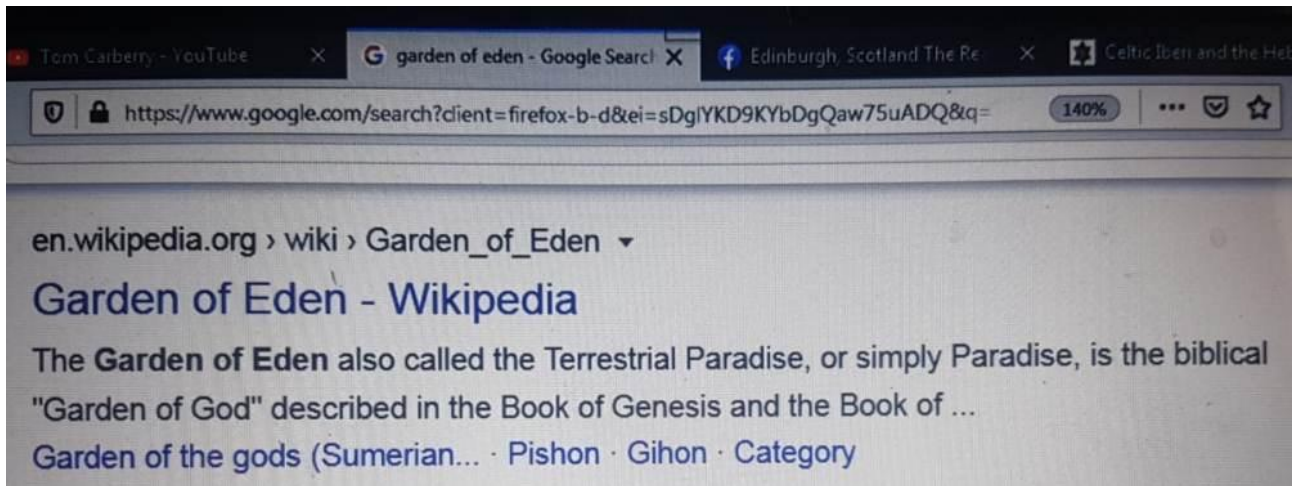 Tom Carberry - YouTube × garden of eden - Google Search × Edinburgh, Scotland The Re × Celtic Iberi and the Heb
https://www.google.com/search?client=firefox-b-d&ei=sDglYKD9KYbDgQaw75uADQ&q= 140%
en.wikipedia.org › wiki › Garden_of_Eden
Garden of Eden - Wikipedia
The Garden of Eden also called the Terrestrial Paradise, or simply Paradise, is the biblical
"Garden of God" described in the Book of Genesis and the Book of ...
Garden of the gods (Sumerian... · Pishon · Gihon · Category